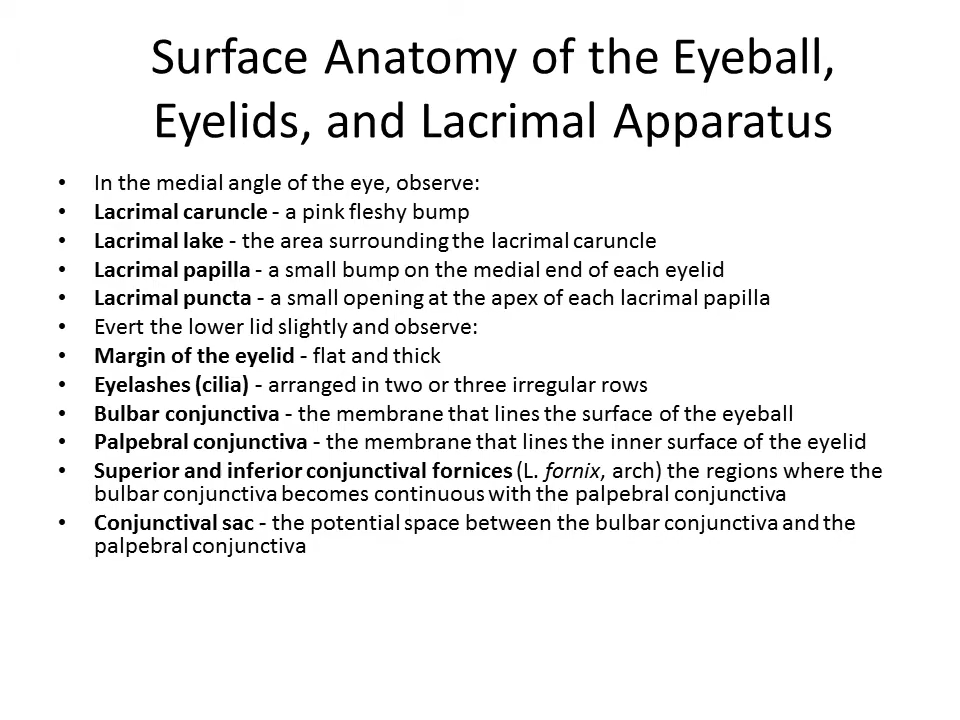 Surface Anatomy of the Eyeball,
Eyelids, and Lacrimal Apparatus
• In the medial angle of the eye, observe:
• Lacrimal caruncle - a pink fleshy bump
• Lacrimal lake - the area surrounding the lacrimal caruncle
• Lacrimal papilla - a small bump on the medial end of each eyelid
• Lacrimal puncta - a small opening at the apex of each lacrimal papilla
• Evert the lower lid slightly and observe:
• Margin of the eyelid - flat and thick
• Eyelashes (cilia) - arranged in two or three irregular rows
• Bulbar conjunctiva - the membrane that lines the surface of the eyeball
• Palpebral conjunctiva - the membrane that lines the inner surface of the eyelid
• Superior and inferior conjunctival fornices (L. fornix, arch) the regions where the
bulbar conjunctiva becomes continuous with the palpebral conjunctiva
• Conjunctival sac - the potential space between the bulbar conjunctiva and the
palpebral conjunctiva